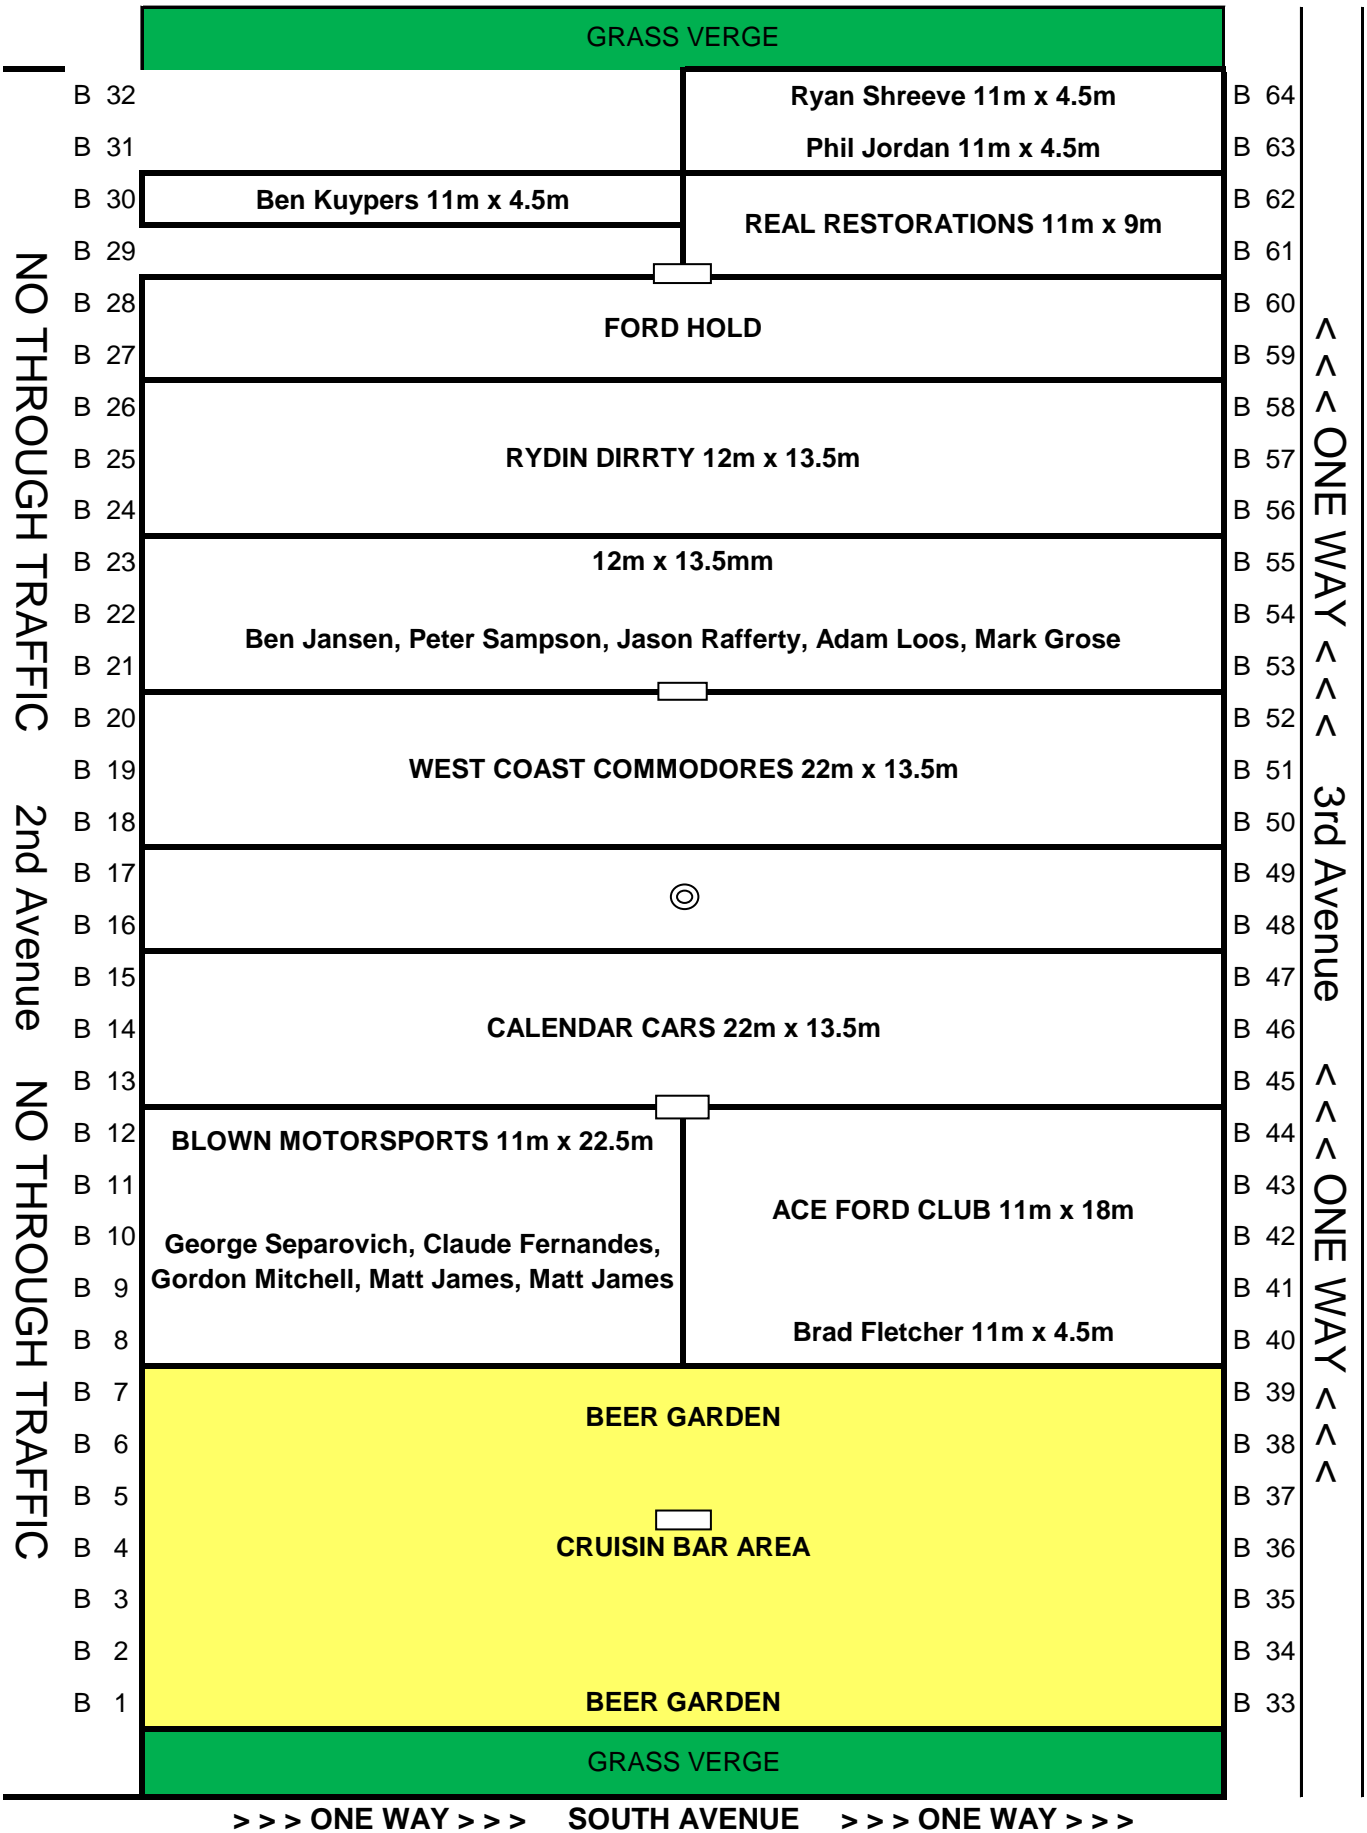 GRASS VERGE
B 32 Ryan Shreeve 11m x 4.5m B 64
B 31 Phil Jordan 11m x 4.5m B 63
B 30 Ben Kuypers 11m x 4.5m B 62
REAL RESTORATIONS 11m x 9m
B 29 B 61
B 28 B 60
FORD HOLD
B 27 B 59
B 26 B 58
B 25 RYDIN DIRRTY 12m x 13.5m B 57
B 24 B 56
B 23 12m x 13.5mm B 55
B 22 B 54
Ben Jansen, Peter Sampson, Jason Rafferty, Adam Loos, Mark Grose
B 21 B 53
B 20 B 52
B 19 WEST COAST COMMODORES 22m x 13.5m B 51
B 18 B 50
B 17 B 49
B 16 B 48
B 15 B 47
B 14 CALENDAR CARS 22m x 13.5m B 46
B 13 B 45
B 12 BLOWN MOTORSPORTS 11m x 22.5m B 44
B 11 B 43
ACE FORD CLUB 11m x 18m
B 10 George Separovich, Claude Fernandes, B 42
B 9 Gordon Mitchell, Matt James, Matt James B 41
B 8 Brad Fletcher 11m x 4.5m B 40
B 7 B 39
BEER GARDEN
B 6 B 38
B 5 B 37
B 4 CRUISIN BAR AREA B 36
B 3 B 35
B 2 B 34
B 1 BEER GARDEN B 33
GRASS VERGE
NO THROUGH TRAFFIC 2nd Avenue NO THROUGH TRAFFIC
< < < ONE WAY < < < 3rd Avenue < < < ONE WAY < < <
> > > ONE WAY > > > SOUTH AVENUE > > > ONE WAY > > >